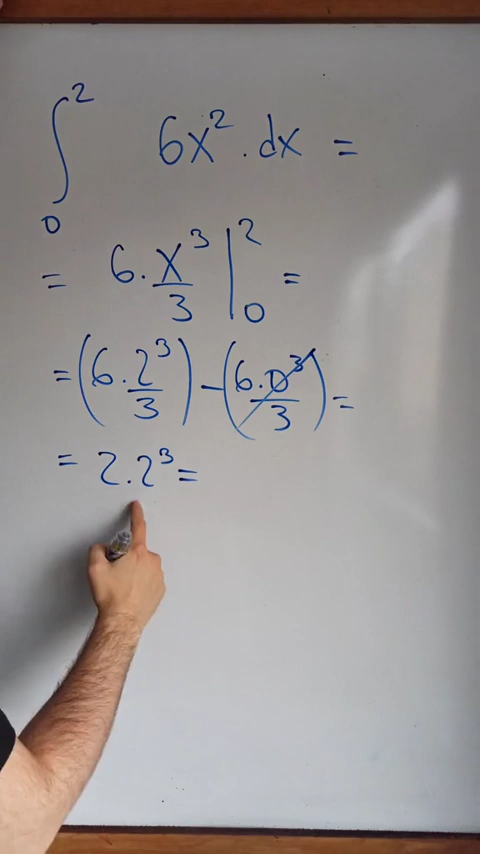 ∫₀² 6x².dx =
= 6.x³/3 |₀² =
= (6.2³/3) - (6.0³/3) =
= 2.2³ =